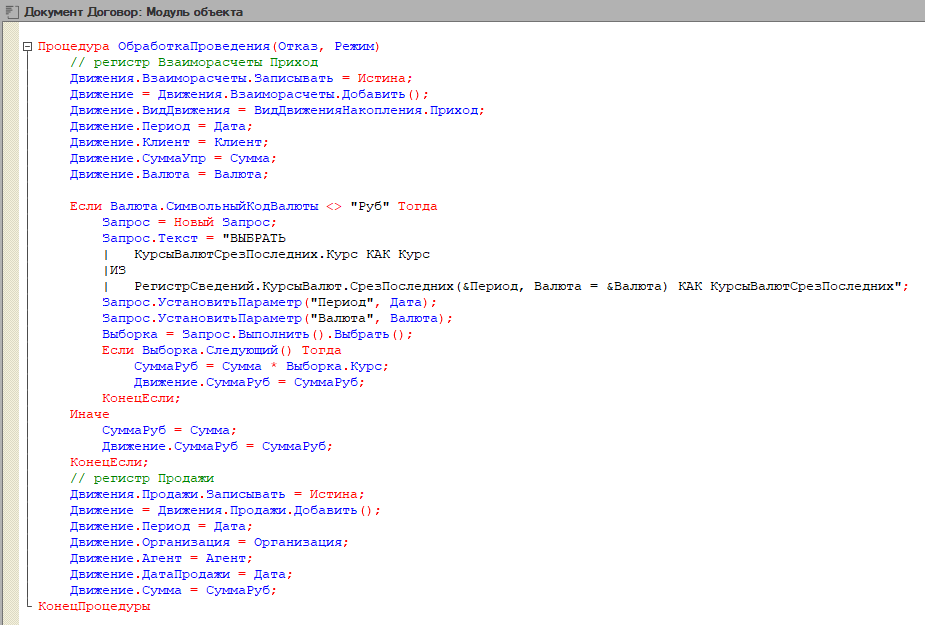 Документ Договор: Модуль объекта
Процедура ОбработкаПроведения(Отказ, Режим)
// регистр Взаиморасчеты Приход
Движения.Взаиморасчеты.Записывать = Истина;
Движение = Движения.Взаиморасчеты.Добавить();
Движение.ВидДвижения = ВидДвиженияНакопления.Приход;
Движение.Период = Дата;
Движение.Клиент = Клиент;
Движение.СуммаУпр = Сумма;
Движение.Валюта = Валюта;
Если Валюта.СимвольныйКодВалюты <> "Руб" Тогда
Запрос = Новый Запрос;
Запрос.Текст = "ВЫБРАТЬ
|   КурсыВалютСрезПоследних.Курс КАК Курс
|ИЗ
|   РегистрСведений.КурсыВалют.СрезПоследних(&Период, Валюта = &Валюта) КАК КурсыВалютСрезПоследних";
Запрос.УстановитьПараметр("Период", Дата);
Запрос.УстановитьПараметр("Валюта", Валюта);
Выборка = Запрос.Выполнить().Выбрать();
Если Выборка.Следующий() Тогда
СуммаРуб = Сумма * Выборка.Курс;
Движение.СуммаРуб = СуммаРуб;
КонецЕсли;
Иначе
СуммаРуб = Сумма;
Движение.СуммаРуб = СуммаРуб;
КонецЕсли;
// регистр Продажи
Движения.Продажи.Записывать = Истина;
Движение = Движения.Продажи.Добавить();
Движение.Период = Дата;
Движение.Организация = Организация;
Движение.Агент = Агент;
Движение.ДатаПродажи = Дата;
Движение.Сумма = СуммаРуб;
КонецПроцедуры